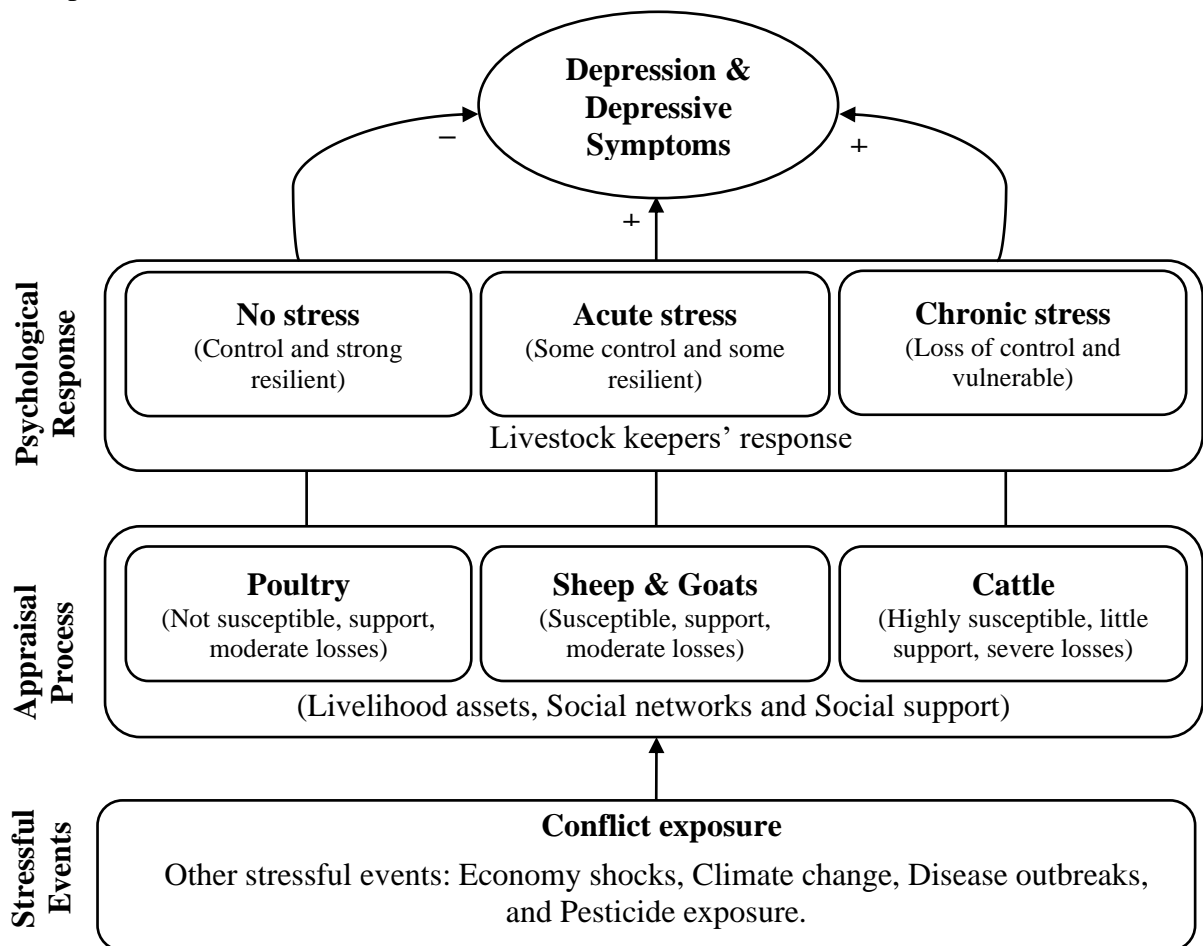 Depression &
Depressive
Symptoms
−
+
+
Psychological
Response
No stress
(Control and strong
resilient)
Acute stress
(Some control and some
resilient)
Chronic stress
(Loss of control and
vulnerable)
Livestock keepers’ response
Appraisal
Process
Poultry
(Not susceptible, support,
moderate losses)
Sheep & Goats
(Susceptible, support,
moderate losses)
Cattle
(Highly susceptible, little
support, severe losses)
(Livelihood assets, Social networks and Social support)
Stressful
Events
Conflict exposure
Other stressful events: Economy shocks, Climate change, Disease outbreaks,
and Pesticide exposure.